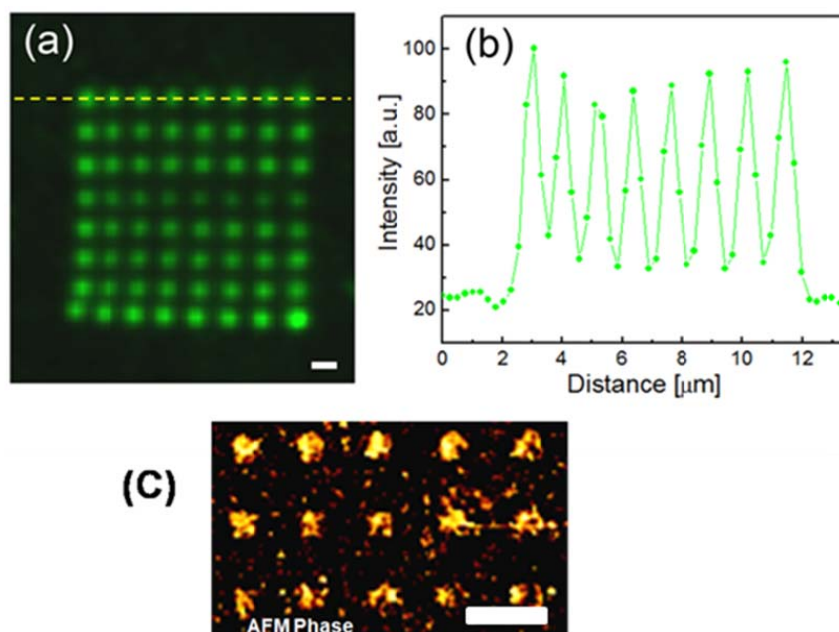 (a)
(b)
100
80
60
40
20
Intensity [a.u.]
0 2 4 6 8 10 12
Distance [μm]
(C)
AFM Phase